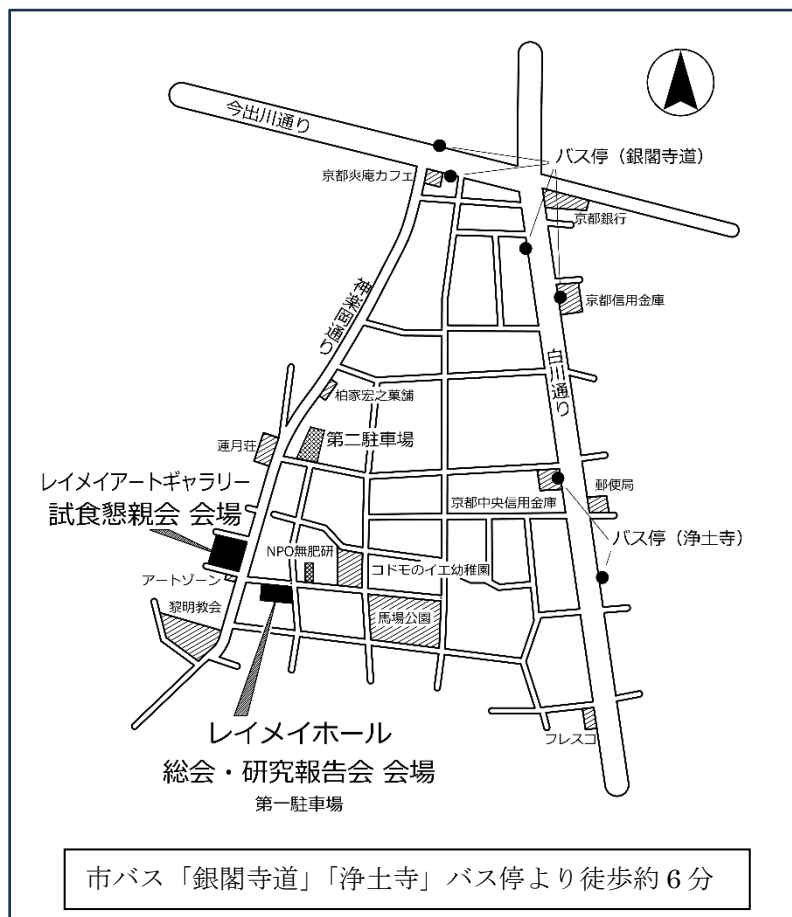 今出川通り
バス停（銀閣寺道）
京都爽庵カフェ
京都銀行
神楽岡通り
京都信用金庫
白川通り
柏家宏之菓舗
蓮月荘
第二駐車場
レイメイアートギャラリー
試食懇親会 会場
京都中央信用金庫
郵便局
バス停（浄土寺）
NPO無肥研
コドモのイエ幼稚園
アートゾーン
黎明教会
馬場公園
レイメイホール
総会・研究報告会 会場
第一駐車場
フレスコ
市バス「銀閣寺道」「浄土寺」バス停より徒歩約 6 分